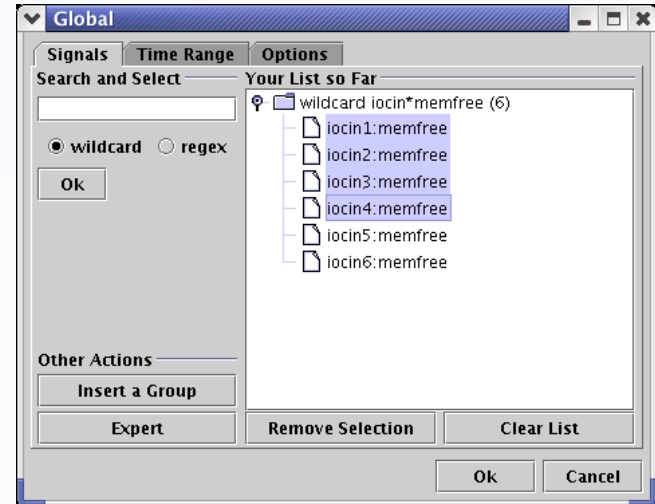 Global
Signals Time Range Options
Search and Select
wildcard regex
Ok
Other Actions
Insert a Group
Expert
Your List so Far
wildcard iocin*memfree (6)
iocin1:memfree
iocin2:memfree
iocin3:memfree
iocin4:memfree
iocin5:memfree
iocin6:memfree
Remove Selection Clear List
Ok Cancel